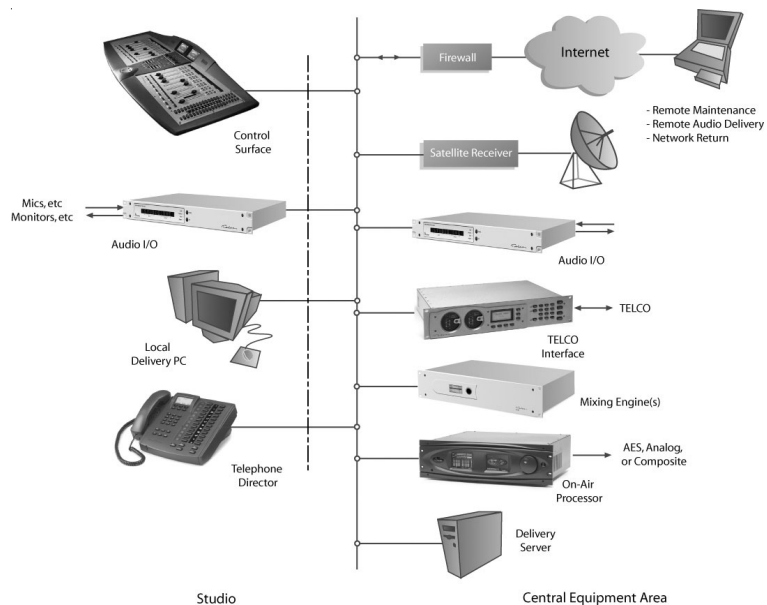 Firewall
Internet
- Remote Maintenance
- Remote Audio Delivery
- Network Return
Control
Surface
Satellite Receiver
Mics, etc
Monitors, etc
Audio I/O
Audio I/O
Local
Delivery PC
TELCO
TELCO
Interface
Mixing Engine(s)
Telephone
Director
AES, Analog,
or Composite
On-Air
Processor
Delivery
Server
Studio
Central Equipment Area